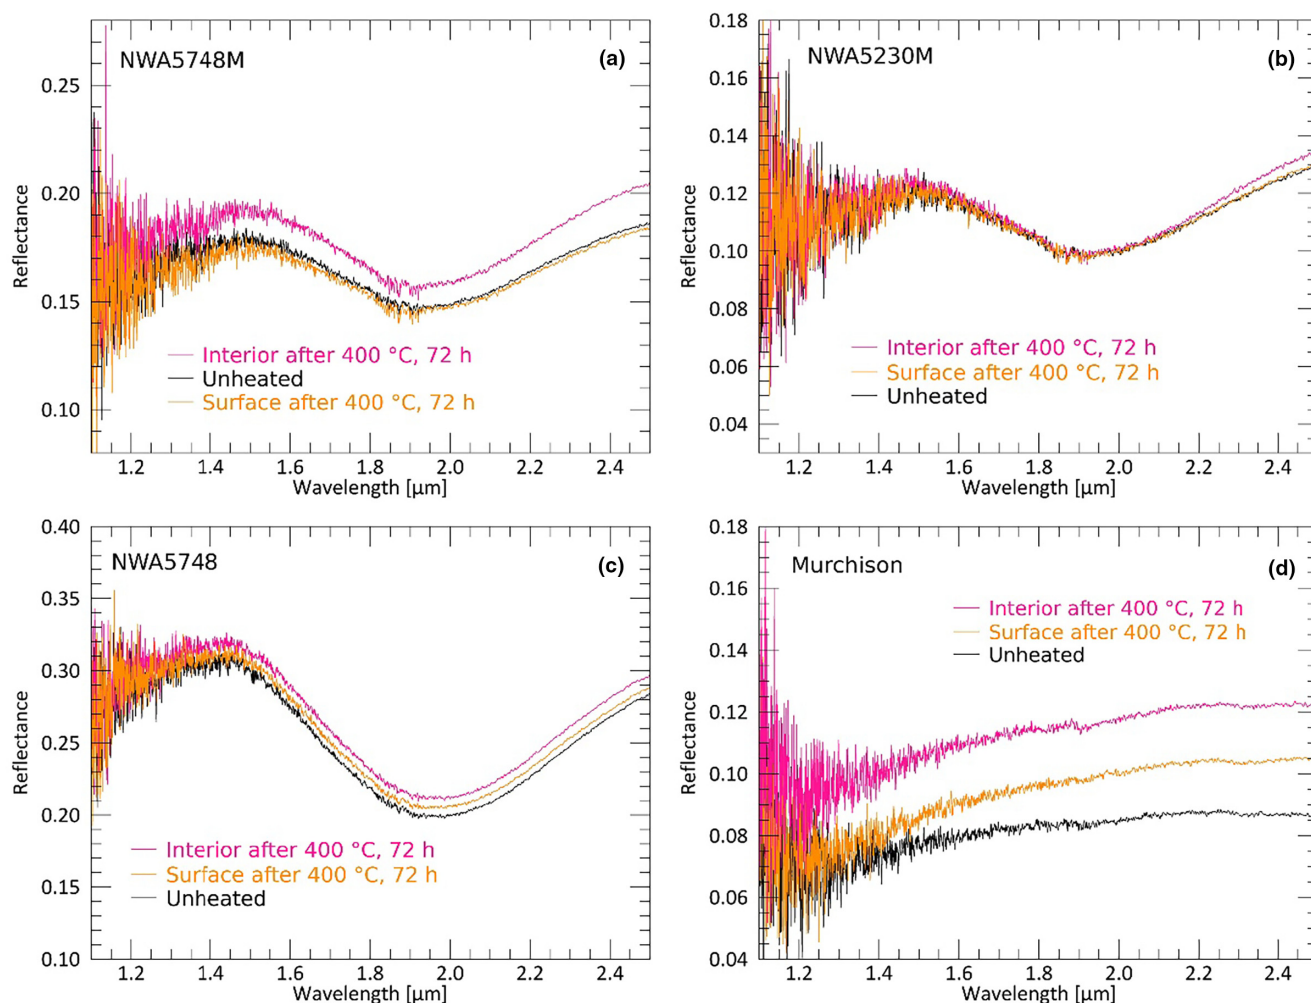 NWA5748M
(a)
0.25
0.20
0.15
0.10
Reflectance
Interior after 400 °C, 72 h
Unheated
Surface after 400 °C, 72 h
1.2 1.4 1.6 1.8 2.0 2.2 2.4
Wavelength [µm]
0.18
NWA5230M
(b)
0.16
0.14
0.12
0.10
0.08
0.06
0.04
Reflectance
Interior after 400 °C, 72 h
Surface after 400 °C, 72 h
Unheated
1.2 1.4 1.6 1.8 2.0 2.2 2.4
Wavelength [µm]
0.40
NWA5748
(c)
0.35
0.30
0.25
0.20
0.15
0.10
Reflectance
Interior after 400 °C, 72 h
Surface after 400 °C, 72 h
Unheated
1.2 1.4 1.6 1.8 2.0 2.2 2.4
Wavelength [µm]
0.18
Murchison
(d)
0.16
0.14
0.12
0.10
0.08
0.06
0.04
Reflectance
Interior after 400 °C, 72 h
Surface after 400 °C, 72 h
Unheated
1.2 1.4 1.6 1.8 2.0 2.2 2.4
Wavelength [µm]